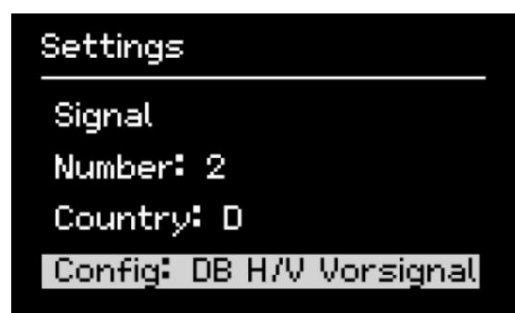 Settings
Signal
Number: 2
Country: D
Config: DB H/V Vorsignal